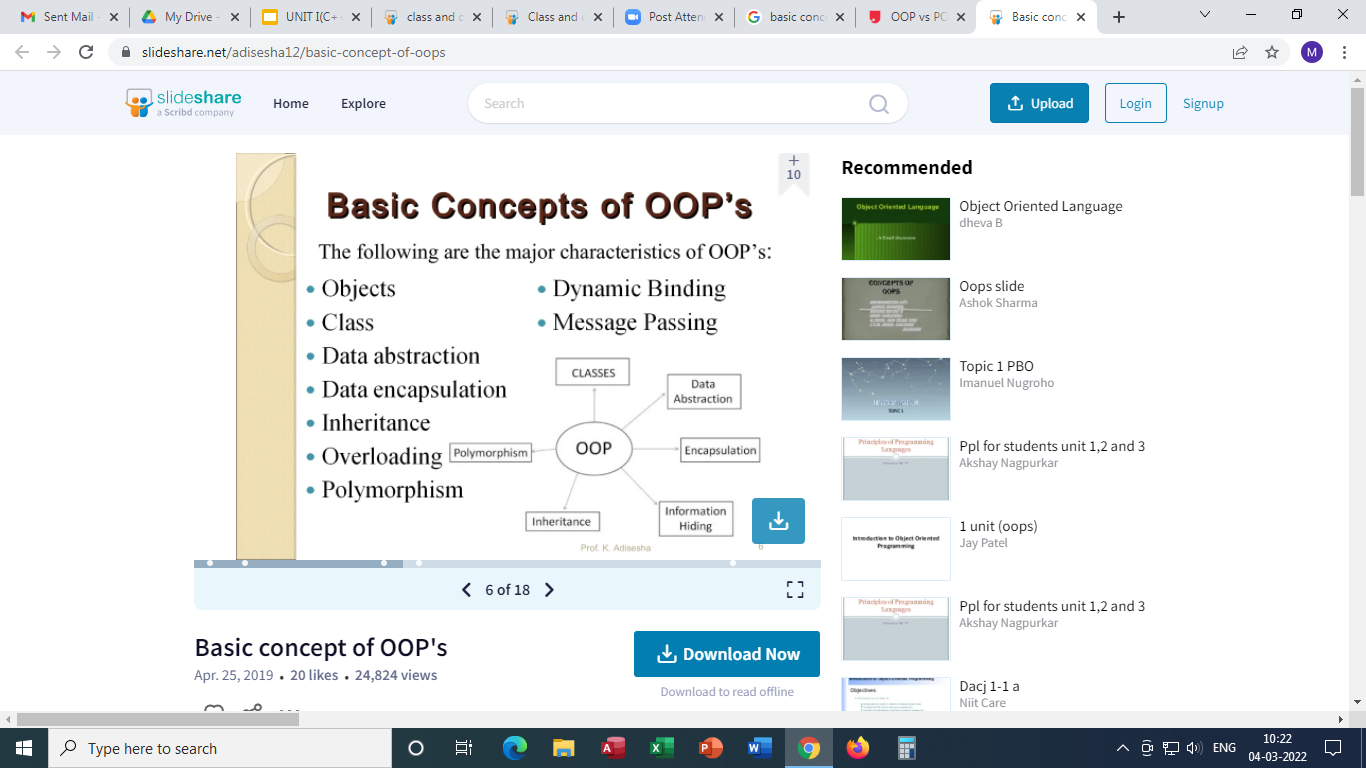 Sent Mail -
My Drive -
UNIT I(C++
class and c
Class and
Post Atten
basic conc
OOP vs PO
Basic conc
slideshare.net/adisesha12/basic-concept-of-oops
M
slideshare
a Scribd company
Home
Explore
Search
Upload
Login
Signup
+
10
Basic Concepts of OOP's
The following are the major characteristics of OOP's:
• Objects
• Class
• Data abstraction
• Data encapsulation
• Inheritance
• Overloading
• Polymorphism
• Dynamic Binding
• Message Passing
CLASSES
Data
Abstraction
OOP
Polymorphism
Encapsulation
Inheritance
Information
Hiding
Prof. K. Adisesha
6
6 of 18
Basic concept of OOP's
Apr. 25, 2019 • 20 likes • 24,824 views
Download Now
Download to read offline
Recommended
Object Oriented Language
Object Oriented Language
dheva B
CONCEPTS OF
OOPS
Oops slide
Ashok Sharma
TOPIC 1
Topic 1 PBO
Imanuel Nugroho
Principles of Programming
Languages
Ppl for students unit 1,2 and 3
Akshay Nagpurkar
Introduction to Object Oriented
Programming
1 unit (oops)
Jay Patel
Principles of Programming
Languages
Ppl for students unit 1,2 and 3
Akshay Nagpurkar
Objectives
Dacj 1-1 a
Niit Care
Type here to search
ENG
10:22
04-03-2022